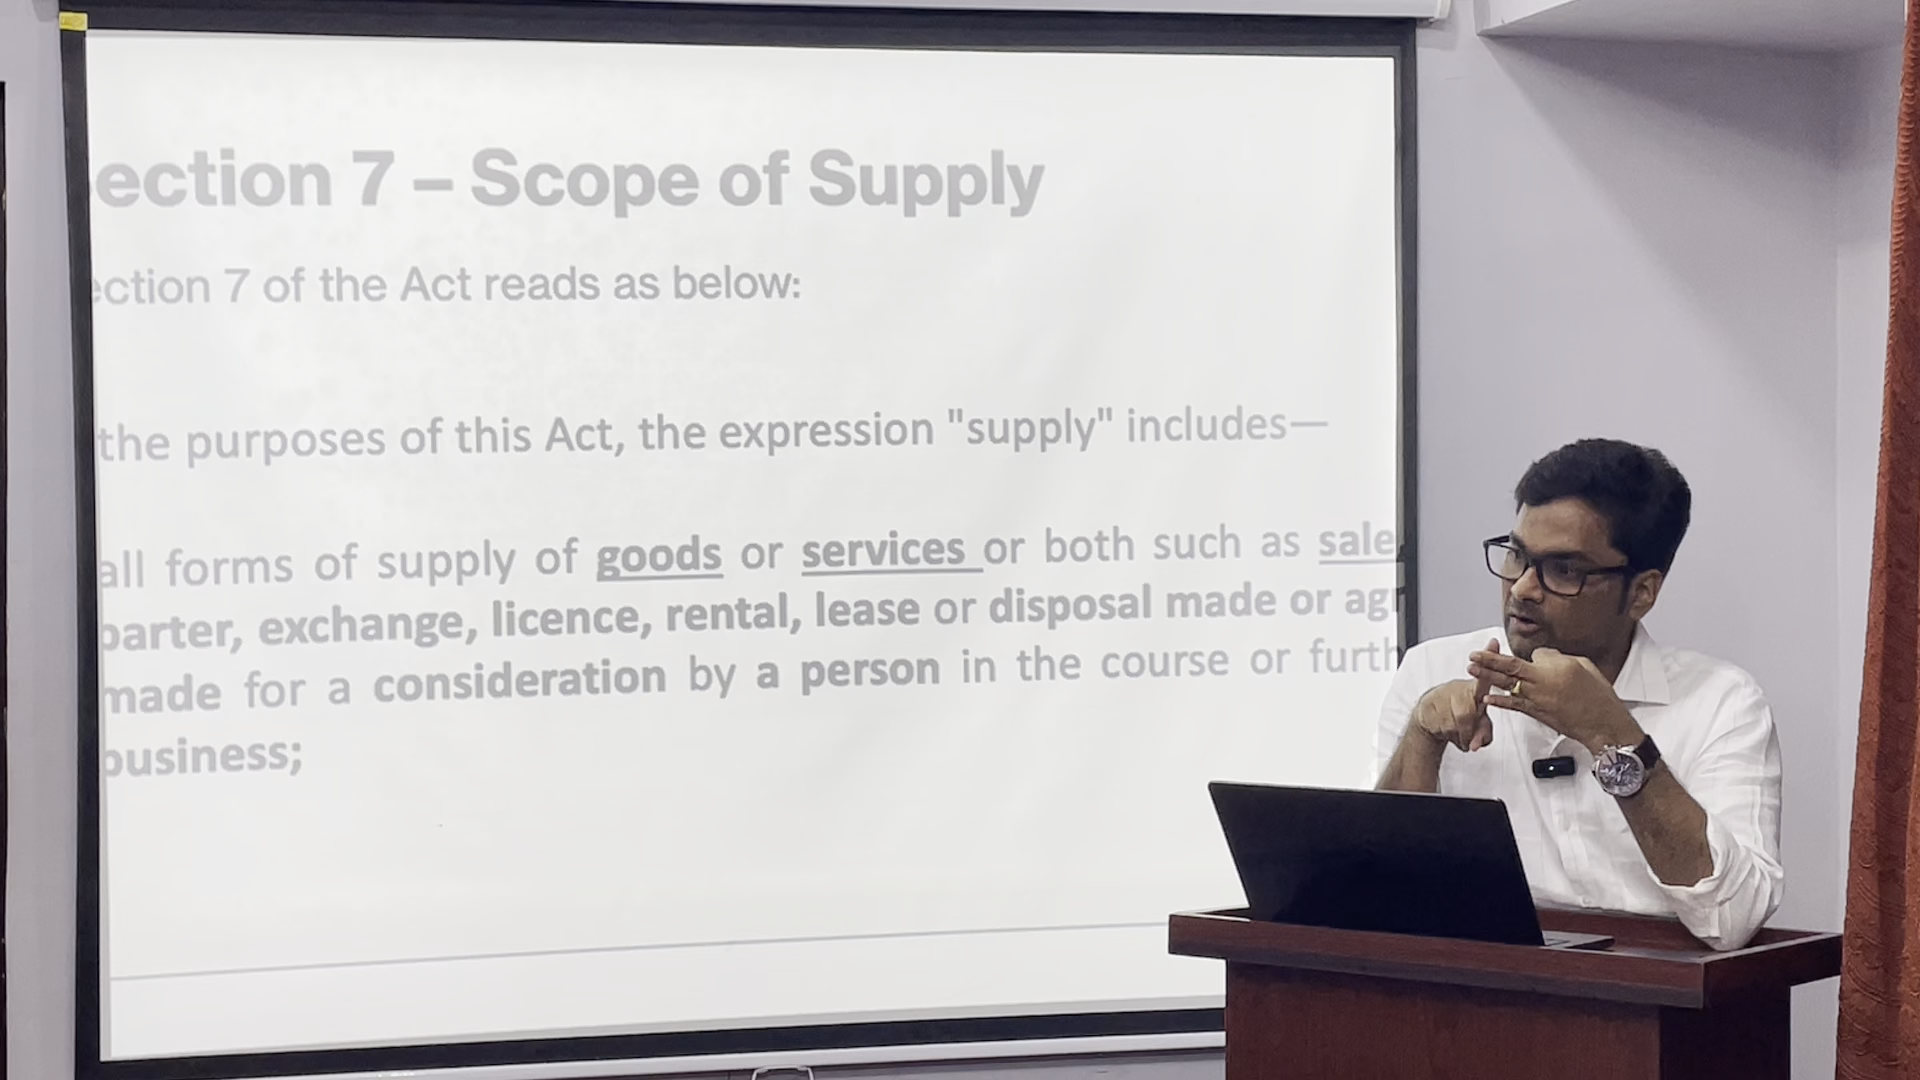 ection 7 – Scope of Supply
ection 7 of the Act reads as below:
the purposes of this Act, the expression "supply" includes—
all forms of supply of goods or services or both such as sale,
barter, exchange, licence, rental, lease or disposal made or agr
made for a consideration by a person in the course or furth
business;